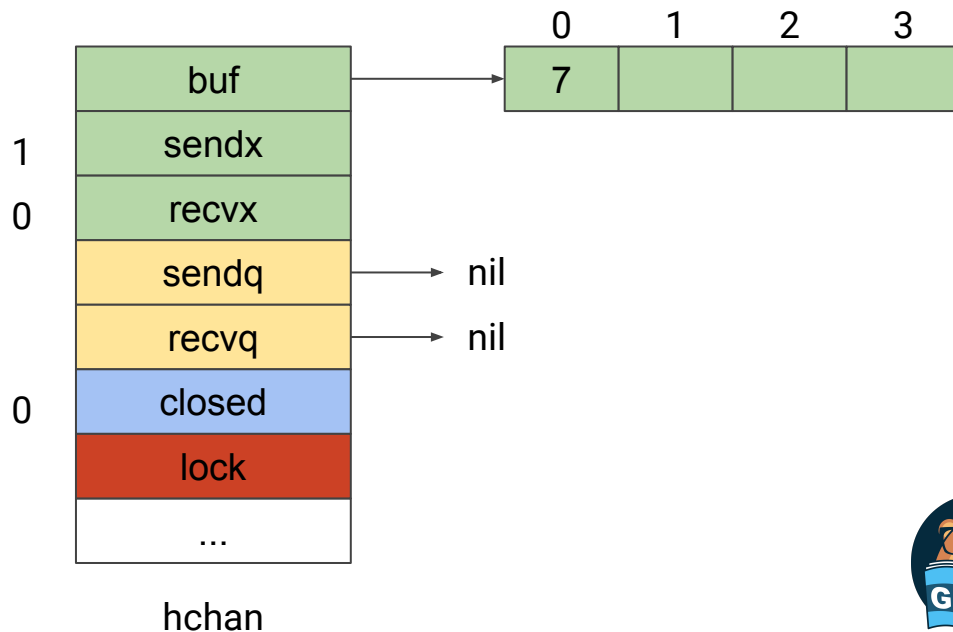 0 1 2 3
buf
7
1 sendx
0 recvx
sendq nil
recvq nil
0 closed
lock
...
hchan
G